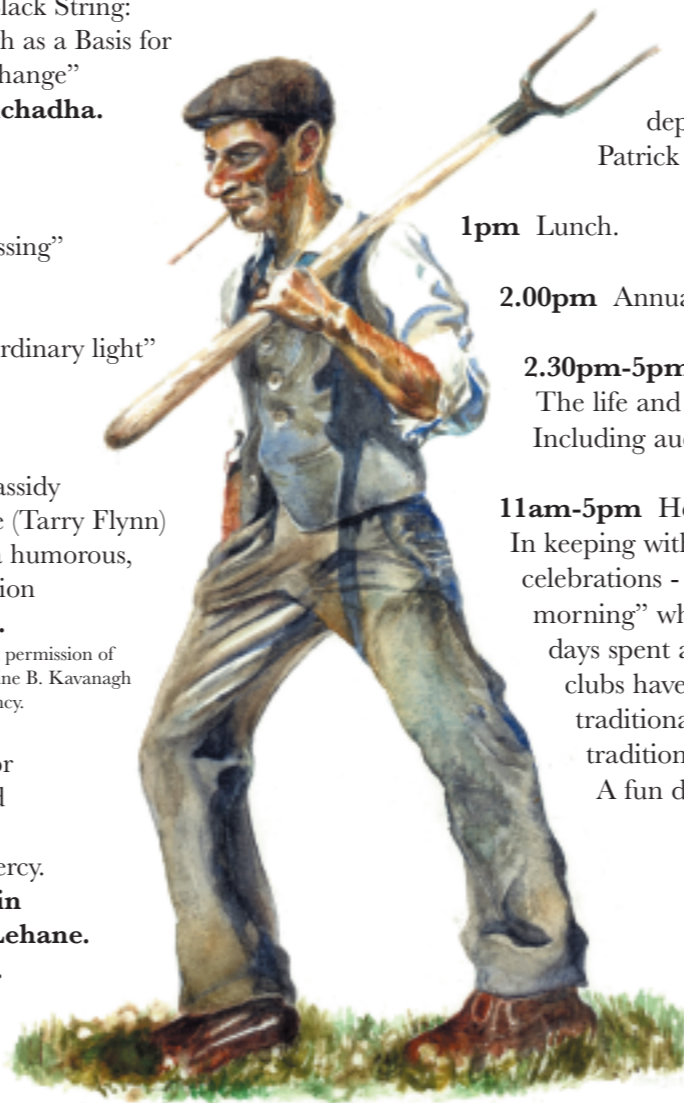 lack String:
h as a Basis for
hange”
chadha.
ssing”
rdinary light”
assidy
e (Tarry Flynn)
a humorous,
ion
.
permission of
ne B. Kavanagh
ncy.
or
d
ercy.
in
Lehane.
.
dep
Patrick
1pm Lunch.
2.00pm Annua
2.30pm-5pm
The life and
Including au
11am-5pm He
In keeping with
celebrations -
morning” wh
days spent a
clubs have
traditiona
tradition
A fun d